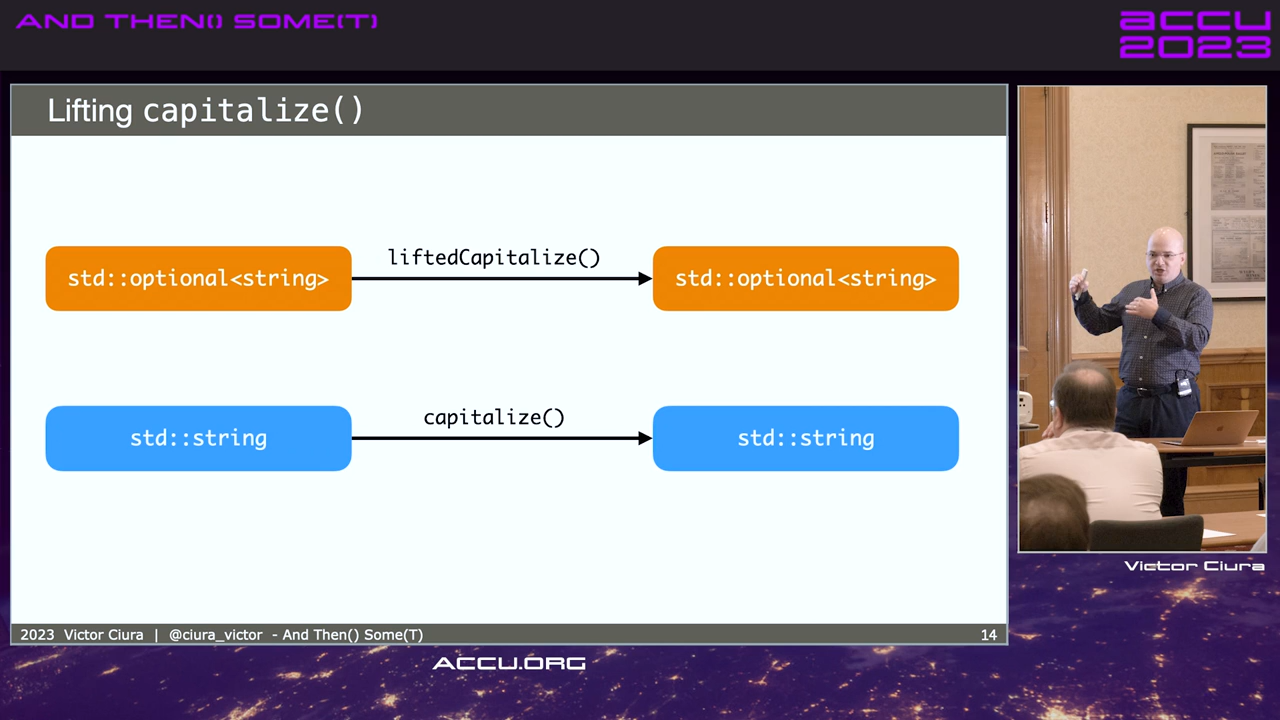 AND THEN() SOME(T)
ACCU
2023
Lifting capitalize()
liftedCapitalize()
std::optional<string>
std::optional<string>
capitalize()
std::string
std::string
Victor Ciura
2023 Victor Ciura | @ciura_victor - And Then() Some(T)
14
ACCU.ORG